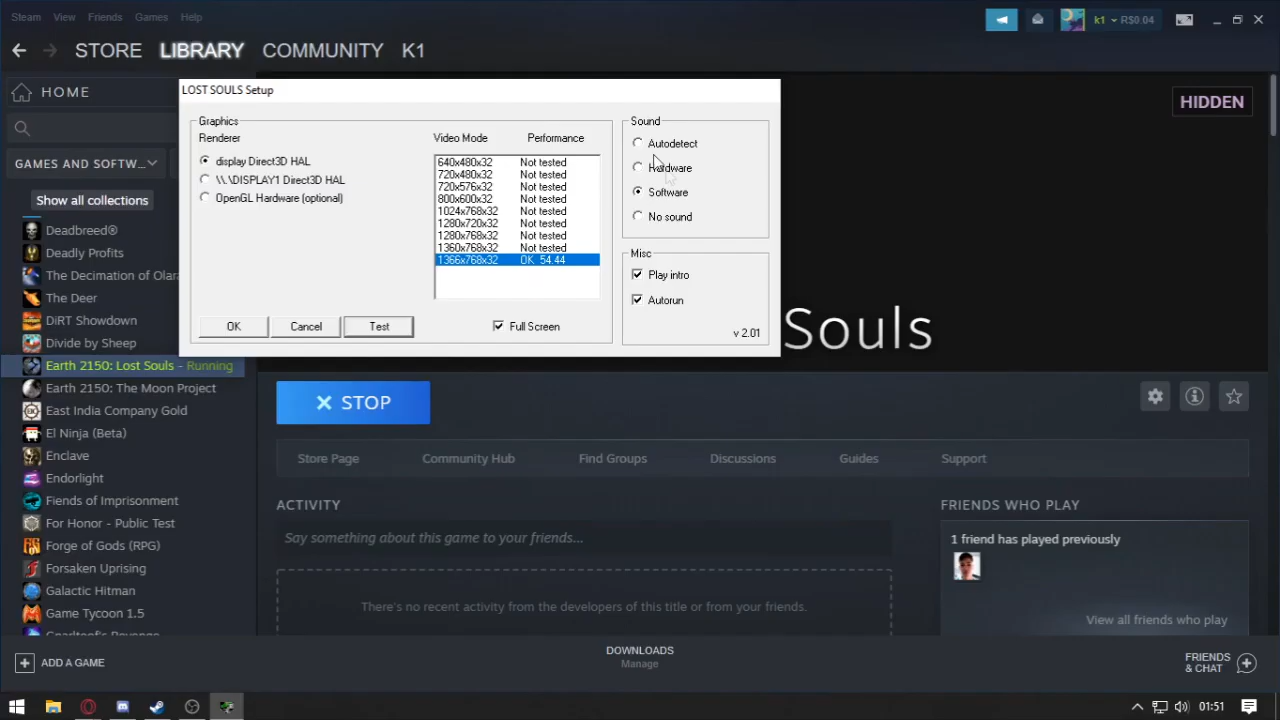 Steam View Friends Games Help
k1 R$0.04
STORE LIBRARY COMMUNITY K1
HOME
HIDDEN
GAMES AND SOFTW...
Show all collections
Deadbreed®
Deadly Profits
The Decimation of Olara
The Deer
DiRT Showdown
Divide by Sheep
Earth 2150: Lost Souls - Running
Earth 2150: The Moon Project
East India Company Gold
El Ninja (Beta)
Enclave
Endorlight
Fiends of Imprisonment
For Honor - Public Test
Forge of Gods (RPG)
Forsaken Uprising
Galactic Hitman
Game Tycoon 1.5
Gnarltoof's Revenge
LOST SOULS Setup
Graphics
Renderer
display Direct3D HAL
\\.\DISPLAY1 Direct3D HAL
OpenGL Hardware (optional)
Video Mode Performance
640x480x32 Not tested
720x480x32 Not tested
720x576x32 Not tested
800x600x32 Not tested
1024x768x32 Not tested
1280x720x32 Not tested
1280x768x32 Not tested
1360x768x32 Not tested
1366x768x32 OK 54.44
OK Cancel Test Full Screen
Sound
Autodetect
Hardware
Software
No sound
Misc
Play intro
Autorun
v 2.01
Souls
STOP
Store Page Community Hub Find Groups Discussions Guides Support
ACTIVITY
Say something about this game to your friends...
There's no recent activity from the developers of this title or from your friends.
FRIENDS WHO PLAY
1 friend has played previously
View all friends who play
ADD A GAME
DOWNLOADS
Manage
FRIENDS
& CHAT
01:51